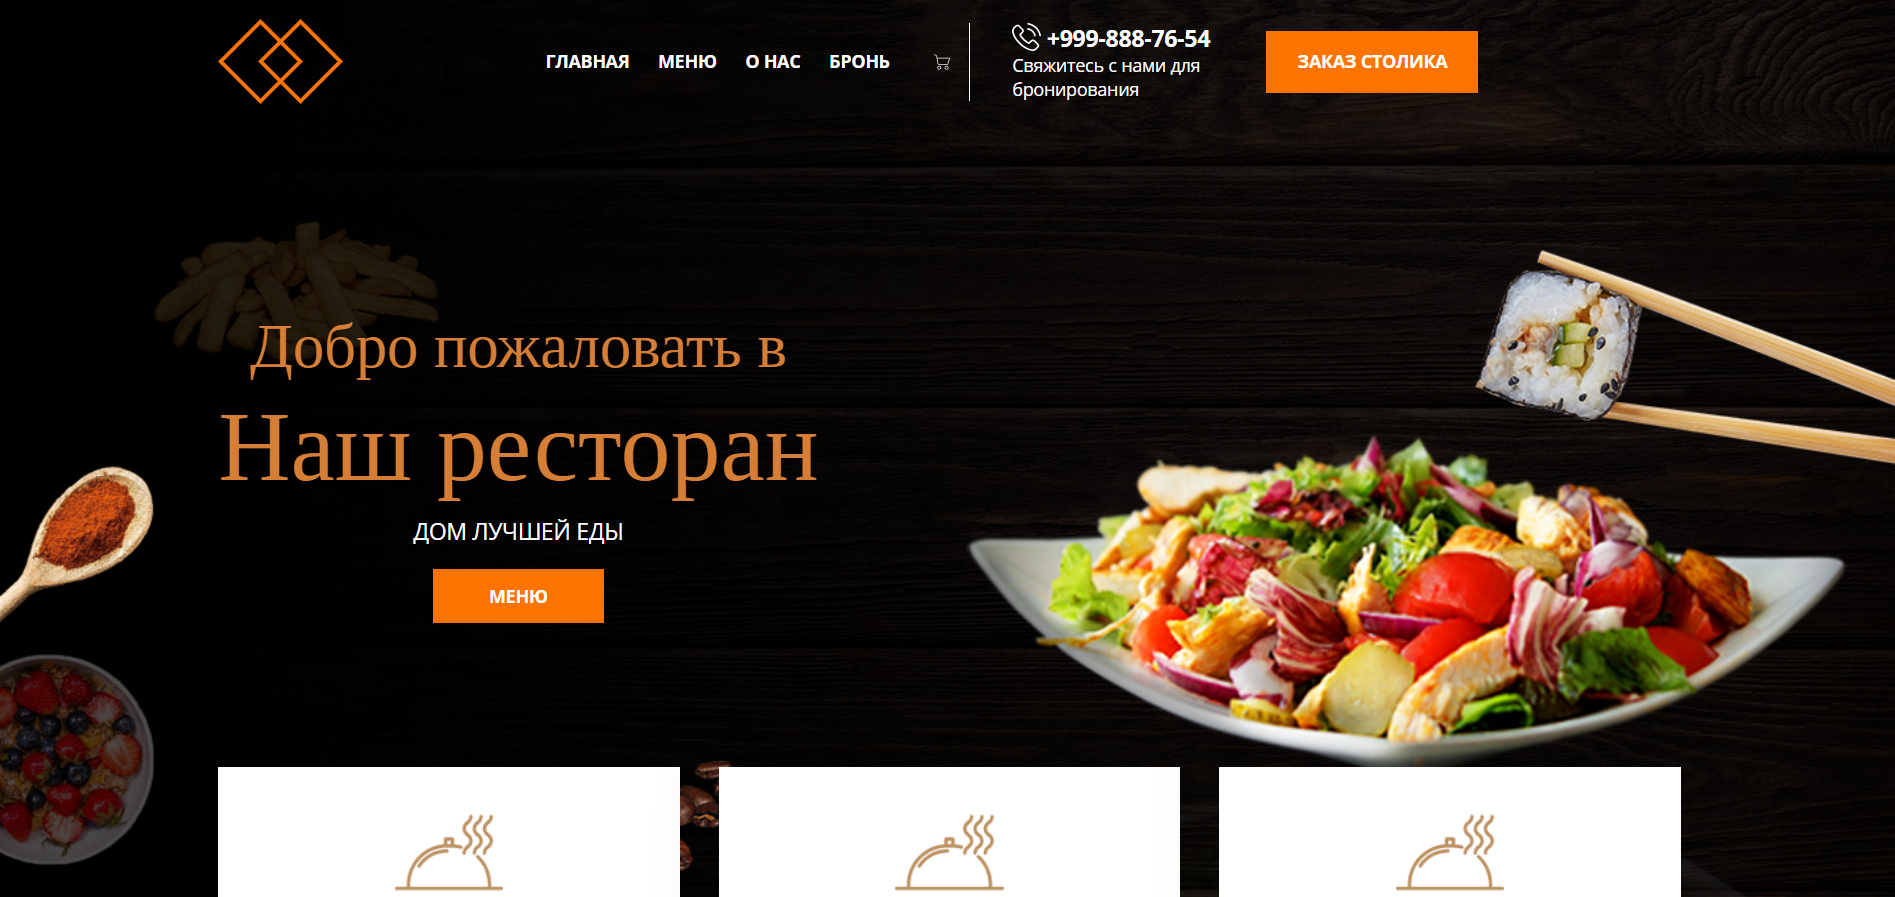 ГЛАВНАЯ МЕНЮ О НАС БРОНЬ
+999-888-76-54
Свяжитесь с нами для
бронирования
ЗАКАЗ СТОЛИКА
Добро пожаловать в
Наш ресторан
ДОМ ЛУЧШЕЙ ЕДЫ
МЕНЮ